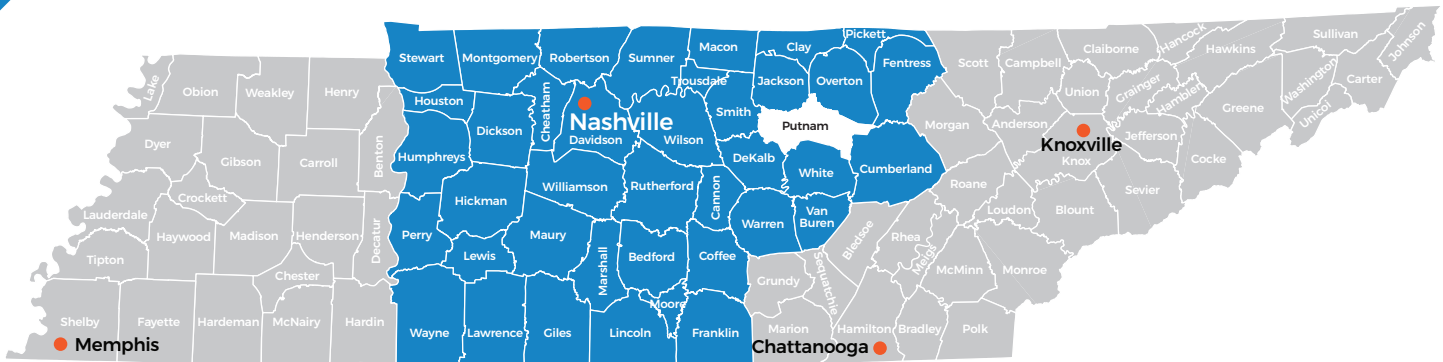 Lake
Obion
Weakley
Henry
Stewart
Montgomery
Robertson
Sumner
Macon
Trousdale
Clay
Pickett
Jackson
Overton
Fentress
Scott
Campbell
Claiborne
Hancock
Hawkins
Sullivan
Johnson
Union
Grainger
Hamblen
Greene
Washington
Unicoi
Carter
Dyer
Gibson
Carroll
Benton
Houston
Humphreys
Dickson
Cheatham
Nashville
Davidson
Wilson
Smith
Putnam
DeKalb
White
Cumberland
Morgan
Anderson
Knoxville
Knox
Jefferson
Cocke
Sevier
Roane
Loudon
Blount
Lauderdale
Crockett
Haywood
Madison
Henderson
Decatur
Tipton
Chester
Perry
Hickman
Lewis
Williamson
Maury
Marshall
Rutherford
Bedford
Cannon
Coffee
Warren
Van
Buren
Bledsoe
Rhea
Meigs
McMinn
Monroe
Grundy
Sequatchie
Shelby
Fayette
Hardeman
McNairy
Hardin
Wayne
Lawrence
Giles
Lincoln
Moore
Franklin
Marion
Hamilton
Bradley
Polk
Memphis
Chattanooga